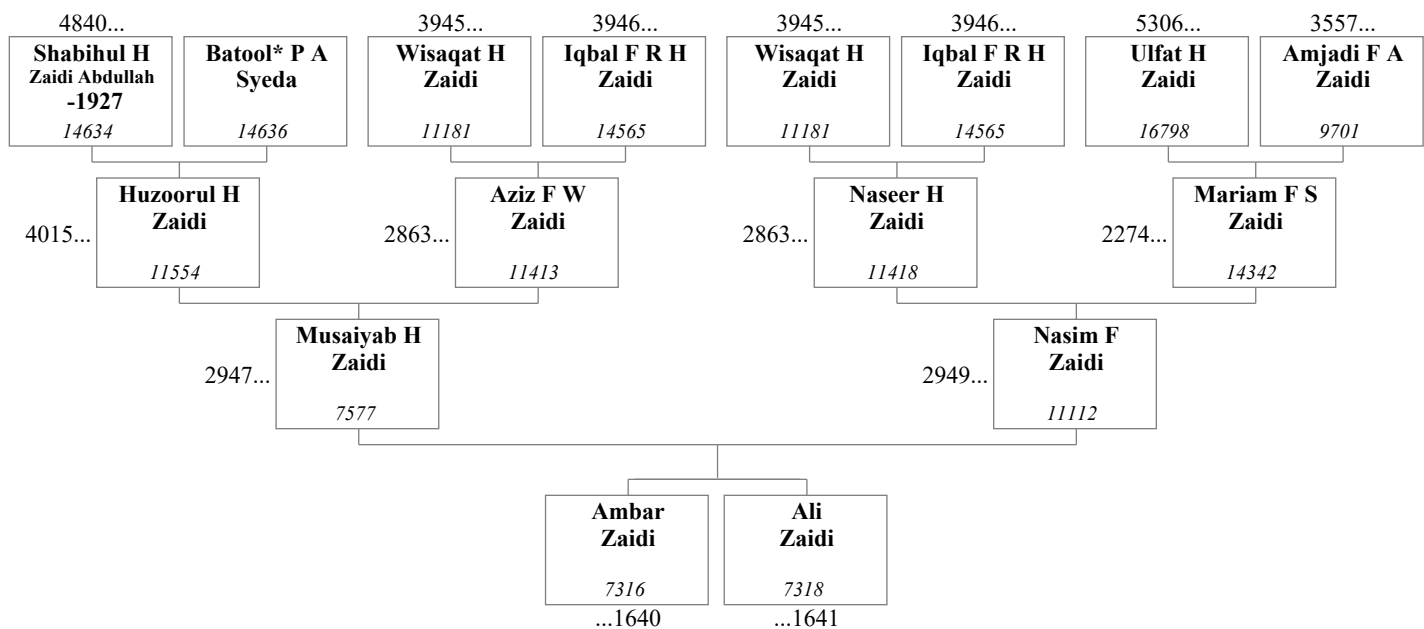 4840...
3945...
3946...
3945...
3946...
5306...
3557...
Shabihul H
Zaidi Abdullah
-1927
14634
Batool* P A
Syeda
14636
Wisaqat H
Zaidi
11181
Iqbal F R H
Zaidi
14565
Wisaqat H
Zaidi
11181
Iqbal F R H
Zaidi
14565
Ulfat H
Zaidi
16798
Amjadi F A
Zaidi
9701
4015...
Huzoorul H
Zaidi
11554
2863...
Aziz F W
Zaidi
11413
2863...
Naseer H
Zaidi
11418
2274...
Mariam F S
Zaidi
14342
2947...
Musaiyab H
Zaidi
7577
2949...
Nasim F
Zaidi
11112
Ambar
Zaidi
7316
...1640
Ali
Zaidi
7318
...1641